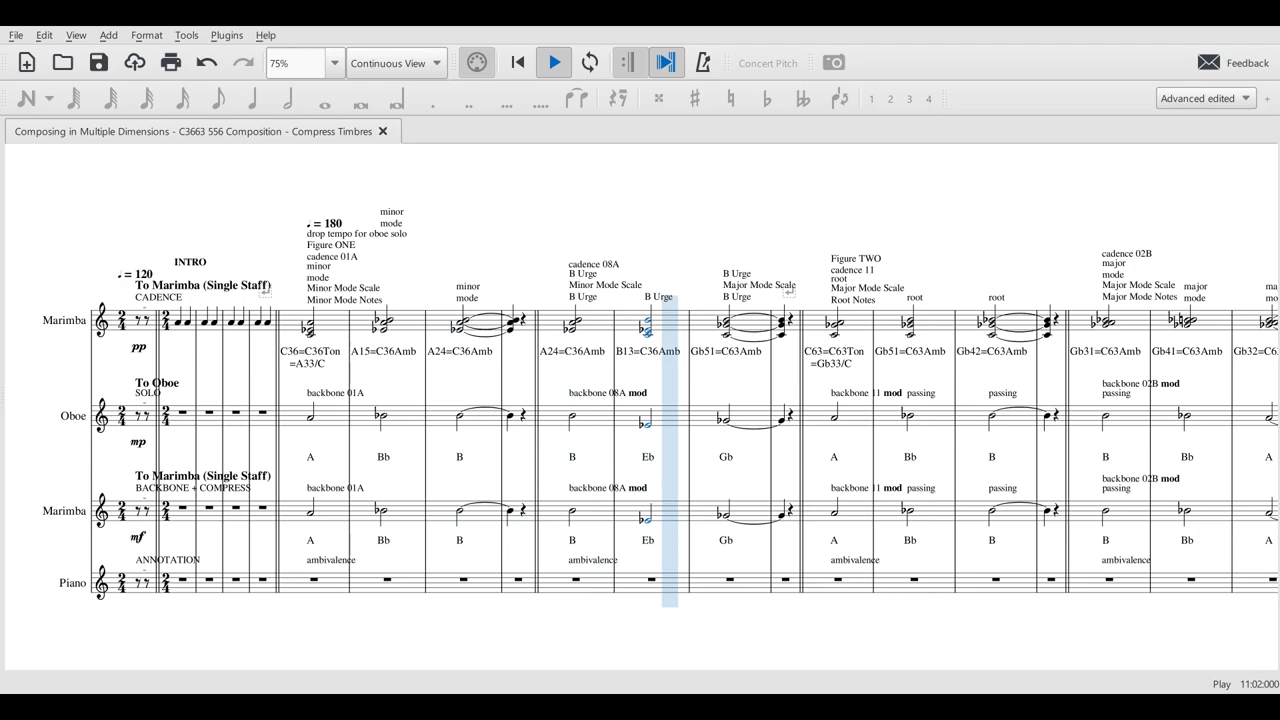 File Edit View Add Format Tools Plugins Help
75% Continuous View Concert Pitch Feedback
1 2 3 4 Advanced edited +
Composing in Multiple Dimensions - C3663 556 Composition - Compress Timbres
minor
mode
= 180
drop tempo for oboe solo
Figure ONE
cadence 01A
minor
mode
Minor Mode Scale
Minor Mode Notes
INTRO
= 120
To Marimba (Single Staff)
CADENCE
minor
mode
cadence 08A
B Urge
Minor Mode Scale
B Urge
B Urge
B Urge
Major Mode Scale
B Urge
Figure TWO
cadence 11
root
Major Mode Scale
Root Notes
root
root
cadence 02B
major
mode
Major Mode Scale
Major Mode Notes
major
mode
ma
mo
Marimba
pp
C36=C36Ton A15=C36Amb A24=C36Amb A24=C36Amb B13=C36Amb Gb51=C63Amb C63=C63Ton Gb51=C63Amb Gb42=C63Amb Gb31=C63Amb Gb41=C63Amb Gb32=C6
=A33/C =Gb33/C
To Oboe
SOLO
backbone 01A backbone 08A mod backbone 11 mod passing passing backbone 02B mod
passing
Oboe
mp
A Bb B B Eb Gb A Bb B B Bb A
To Marimba (Single Staff)
BACKBONE + COMPRESS
backbone 01A backbone 08A mod backbone 11 mod passing passing backbone 02B mod
passing
Marimba
mf
A Bb B B Eb Gb A Bb B B Bb A
ANNOTATION ambivalence ambivalence ambivalence ambivalence
Piano
Play 11:02:000